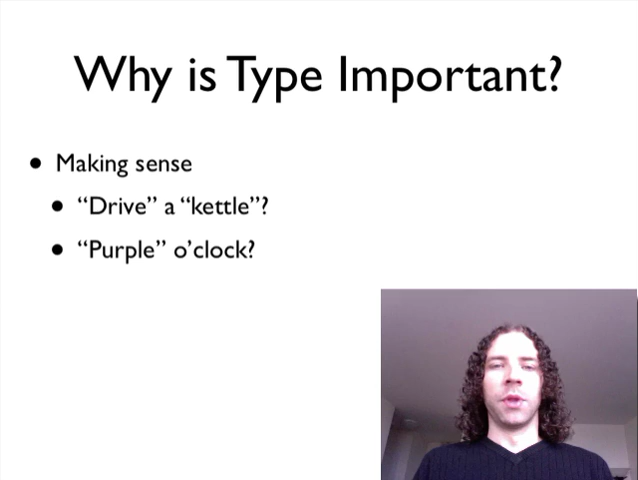 Why is Type Important?
• Making sense
• “Drive” a “kettle”?
• “Purple” o’clock?